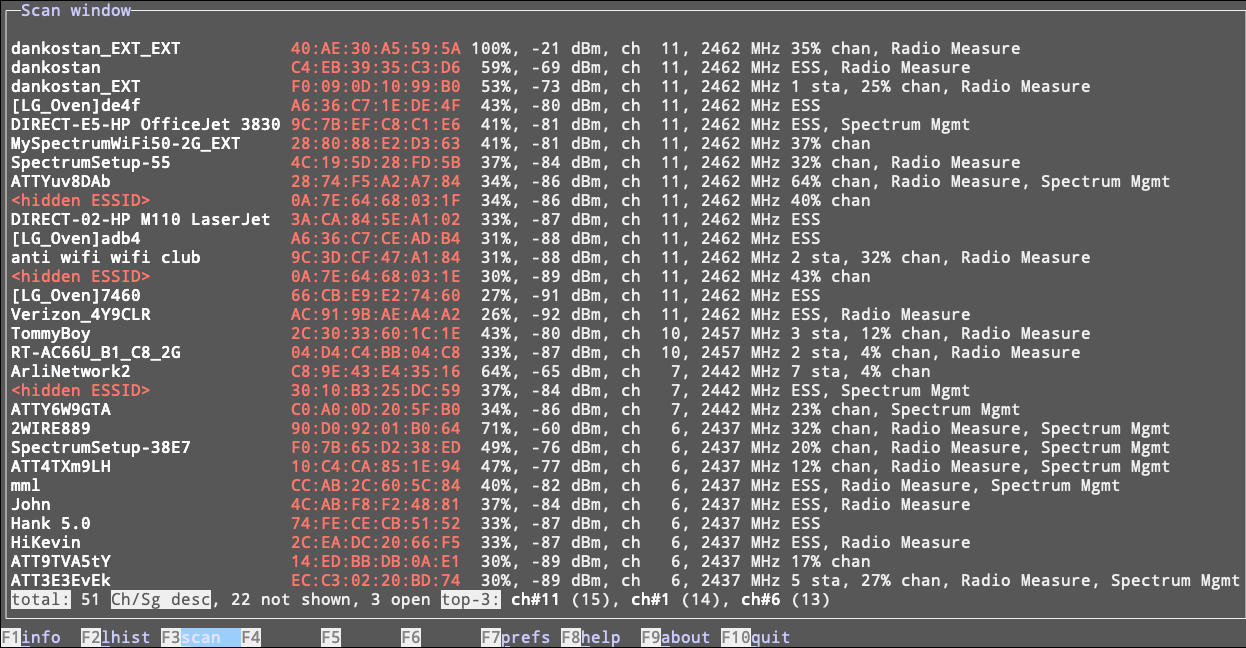 Scan window
dankostan_EXT_EXT 40:AE:30:A5:59:5A 100%, -21 dBm, ch 11, 2462 MHz 35% chan, Radio Measure
dankostan C4:EB:39:35:C3:D6 59%, -69 dBm, ch 11, 2462 MHz ESS, Radio Measure
dankostan_EXT F0:09:0D:10:99:B0 53%, -73 dBm, ch 11, 2462 MHz 1 sta, 25% chan, Radio Measure
[LG_Oven]de4f A6:36:C7:1E:DE:4F 43%, -80 dBm, ch 11, 2462 MHz ESS
DIRECT-E5-HP OfficeJet 3830 9C:7B:EF:C8:C1:E6 41%, -81 dBm, ch 11, 2462 MHz ESS, Spectrum Mgmt
MySpectrumWiFi50-2G_EXT 28:80:88:E2:D3:63 41%, -81 dBm, ch 11, 2462 MHz 37% chan
SpectrumSetup-55 4C:19:5D:28:FD:5B 37%, -84 dBm, ch 11, 2462 MHz 32% chan, Radio Measure
ATTYuv8DAb 28:74:F5:A2:A7:84 34%, -86 dBm, ch 11, 2462 MHz 64% chan, Radio Measure, Spectrum Mgmt
<hidden ESSID> 0A:7E:64:68:03:1F 34%, -86 dBm, ch 11, 2462 MHz 40% chan
DIRECT-02-HP M110 LaserJet 3A:CA:84:5E:A1:02 33%, -87 dBm, ch 11, 2462 MHz ESS
[LG_Oven]adb4 A6:36:C7:CE:AD:B4 31%, -88 dBm, ch 11, 2462 MHz ESS
anti wifi wifi club 9C:3D:CF:47:A1:84 31%, -88 dBm, ch 11, 2462 MHz 2 sta, 32% chan, Radio Measure
<hidden ESSID> 0A:7E:64:68:03:1E 30%, -89 dBm, ch 11, 2462 MHz 43% chan
[LG_Oven]7460 66:CB:E9:E2:74:60 27%, -91 dBm, ch 11, 2462 MHz ESS
Verizon_4Y9CLR AC:91:9B:AE:A4:A2 26%, -92 dBm, ch 11, 2462 MHz ESS, Radio Measure
TommyBoy 2C:30:33:60:1C:1E 43%, -80 dBm, ch 10, 2457 MHz 3 sta, 12% chan, Radio Measure
RT-AC66U_B1_C8_2G 04:D4:C4:BB:04:C8 33%, -87 dBm, ch 10, 2457 MHz 2 sta, 4% chan, Radio Measure
ArliNetwork2 C8:9E:43:E4:35:16 64%, -65 dBm, ch 7, 2442 MHz 7 sta, 4% chan
<hidden ESSID> 30:10:B3:25:DC:59 37%, -84 dBm, ch 7, 2442 MHz ESS, Spectrum Mgmt
ATTY6W9GTA C0:A0:0D:20:5F:B0 34%, -86 dBm, ch 7, 2442 MHz 23% chan, Spectrum Mgmt
2WIRE889 90:D0:92:01:B0:64 71%, -60 dBm, ch 6, 2437 MHz 32% chan, Radio Measure, Spectrum Mgmt
SpectrumSetup-38E7 F0:7B:65:D2:38:ED 49%, -76 dBm, ch 6, 2437 MHz 20% chan, Radio Measure, Spectrum Mgmt
ATT4TXm9LH 10:C4:CA:85:1E:94 47%, -77 dBm, ch 6, 2437 MHz 12% chan, Radio Measure, Spectrum Mgmt
mml CC:AB:2C:60:5C:84 40%, -82 dBm, ch 6, 2437 MHz ESS, Radio Measure, Spectrum Mgmt
John 4C:AB:F8:F2:48:81 37%, -84 dBm, ch 6, 2437 MHz ESS, Radio Measure
Hank 5.0 74:FE:CE:CB:51:52 33%, -87 dBm, ch 6, 2437 MHz ESS
HiKevin 2C:EA:DC:20:66:F5 33%, -87 dBm, ch 6, 2437 MHz ESS, Radio Measure
ATT9TVA5tY 14:ED:BB:DB:0A:E1 30%, -89 dBm, ch 6, 2437 MHz 17% chan
ATT3E3EvEk EC:C3:02:20:BD:74 30%, -89 dBm, ch 6, 2437 MHz 5 sta, 27% chan, Radio Measure, Spectrum Mgmt
total: 51 Ch/Sg desc, 22 not shown, 3 open top-3: ch#11 (15), ch#1 (14), ch#6 (13)
F1info F2lhist F3scan F4 F5 F6 F7prefs F8help F9about F10quit